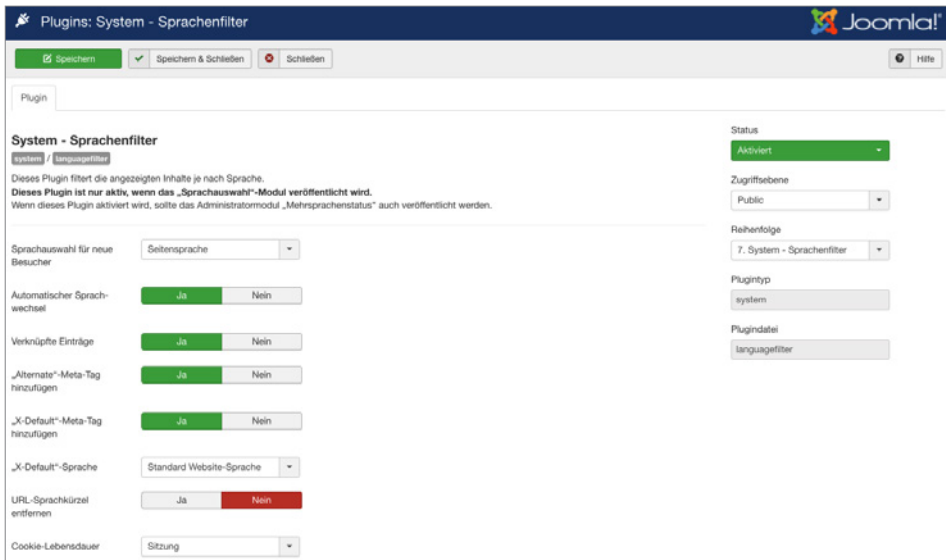 Plugins: System - Sprachenfilter
Joomla!®
Speichern
Speichern & Schließen
Schließen
Hilfe
Plugin
System - Sprachenfilter
system / languagefilter
Dieses Plugin filtert die angezeigten Inhalte je nach Sprache.
Dieses Plugin ist nur aktiv, wenn das „Sprachauswahl“-Modul veröffentlicht wird.
Wenn dieses Plugin aktiviert wird, sollte das Administratormodul „Mehrsprachenstatus“ auch veröffentlicht werden.
Sprachauswahl für neue
Besucher
Seitensprache
Automatischer Sprach-
wechsel
Ja Nein
Verknüpfte Einträge
Ja Nein
„Alternate“-Meta-Tag
hinzufügen
Ja Nein
„X-Default“-Meta-Tag
hinzufügen
Ja Nein
„X-Default“-Sprache
Standard Website-Sprache
URL-Sprachkürzel
entfernen
Ja Nein
Cookie-Lebensdauer
Sitzung
Status
Aktiviert
Zugriffsebene
Public
Reihenfolge
7. System - Sprachenfilter
Plugintyp
system
Plugindatei
languagefilter